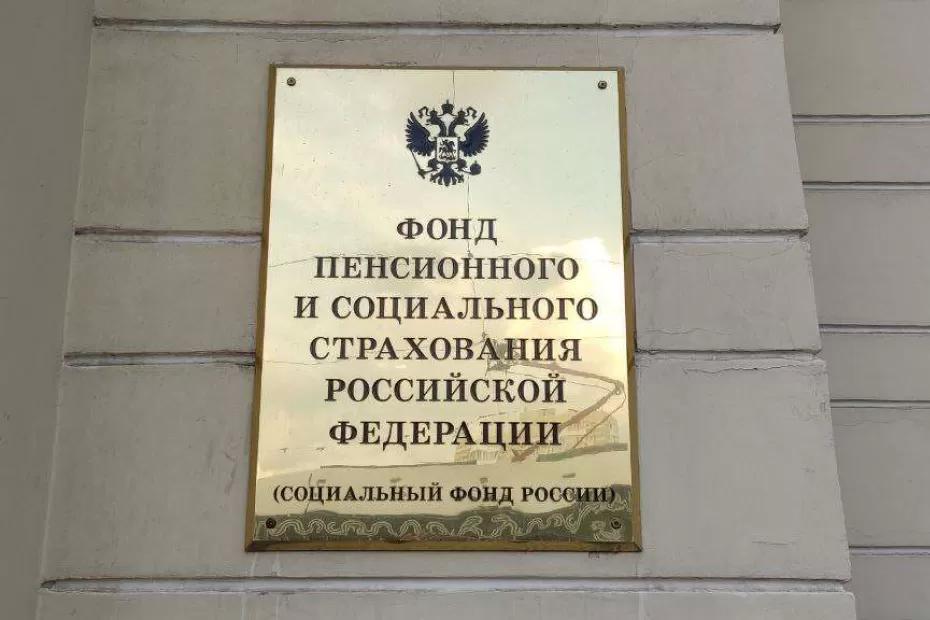 ФОНД
ПЕНСИОННОГО
И СОЦИАЛЬНОГО
СТРАХОВАНИЯ
РОССИЙСКОЙ
ФЕДЕРАЦИИ
(СОЦИАЛЬНЫЙ ФОНД РОССИИ)